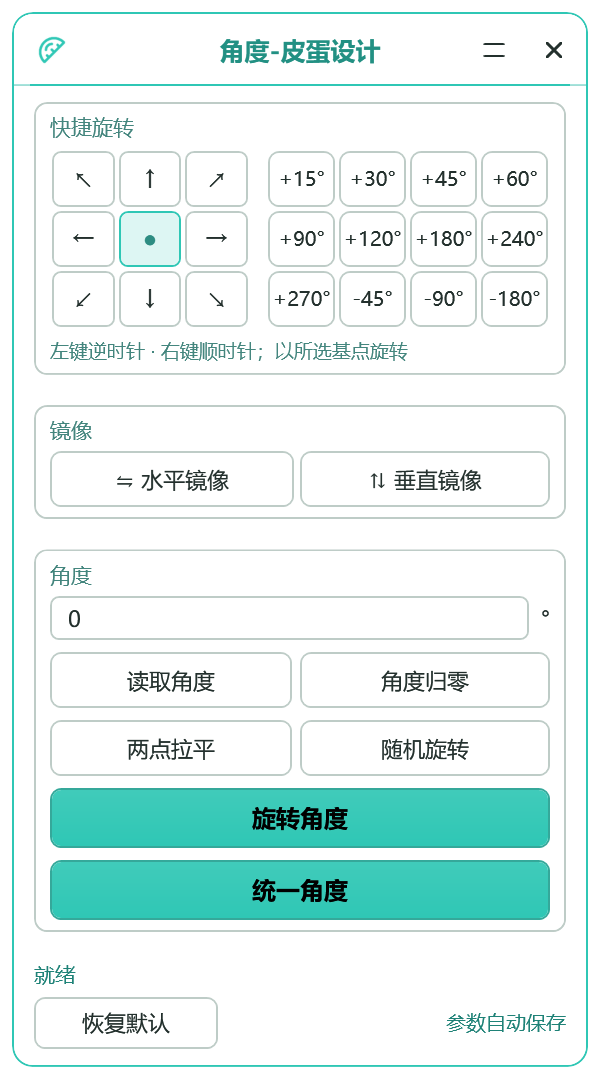 角度-皮蛋设计
快捷旋转
↖ ↑ ↗ +15° +30° +45° +60°
← ● → +90° +120° +180° +240°
↙ ↓ ↘ +270° -45° -90° -180°
左键逆时针 · 右键顺时针；以所选基点旋转
镜像
⇋ 水平镜像 ⇅ 垂直镜像
角度
0 °
读取角度 角度归零
两点拉平 随机旋转
旋转角度
统一角度
就绪
恢复默认 参数自动保存